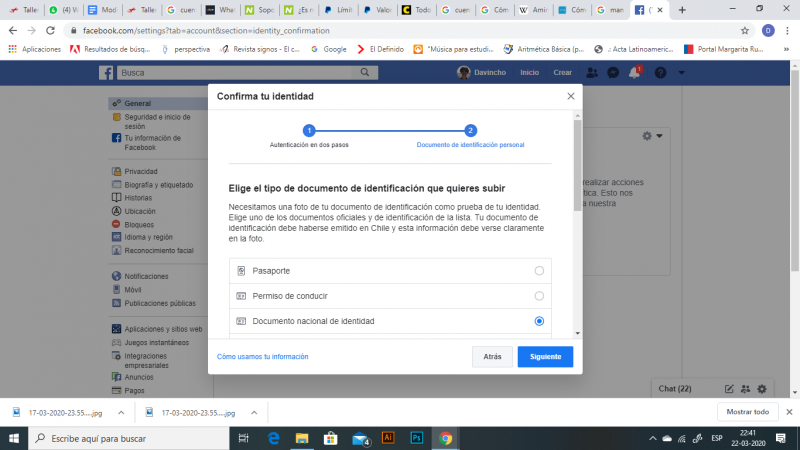 Talle
(4) W
Mod
Talle
cuen
What
Sopo
¿Es n
cuen
Límit
Valor
Todo
cuen
Cóm
Amir
Cóm
man
facebook.com/settings?tab=account&section=identity_confirmation
D
Aplicaciones
Resultados de búsq...
perspectiva
Revista signos - El c...
Google
El Definido
"Música para estudi...
Aritmética Básica (p...
.: Acta Latinoameric...
Portal Margarita Ru...
Busca
Davincho
Inicio
Crear
1
General
Seguridad e inicio de
sesión
Tu información de
Facebook
Privacidad
Biografía y etiquetado
Historias
Ubicación
Bloqueos
Idioma y región
Reconocimiento facial
Notificaciones
Móvil
Publicaciones públicas
Aplicaciones y sitios web
Juegos instantáneos
Integraciones
empresariales
Anuncios
Pagos
Confirma tu identidad
1
2
Autenticación en dos pasos
Documento de identificación personal
Elige el tipo de documento de identificación que quieres subir
Necesitamos una foto de tu documento de identificación como prueba de tu identidad.
Elige uno de los documentos oficiales y de identificación de la lista. Tu documento de
identificación debe haberse emitido en Chile y esta información debe verse claramente
en la foto.
Pasaporte
Permiso de conducir
Documento nacional de identidad
Cómo usamos tu información
Atrás
Siguiente
realizar acciones
tica. Esto nos
nuestra
Chat (22)
17-03-2020-23.55....jpg
17-03-2020-23.55....jpg
Mostrar todo
Escribe aquí para buscar
4
Ai
Ps
ESP
22:41
22-03-2020